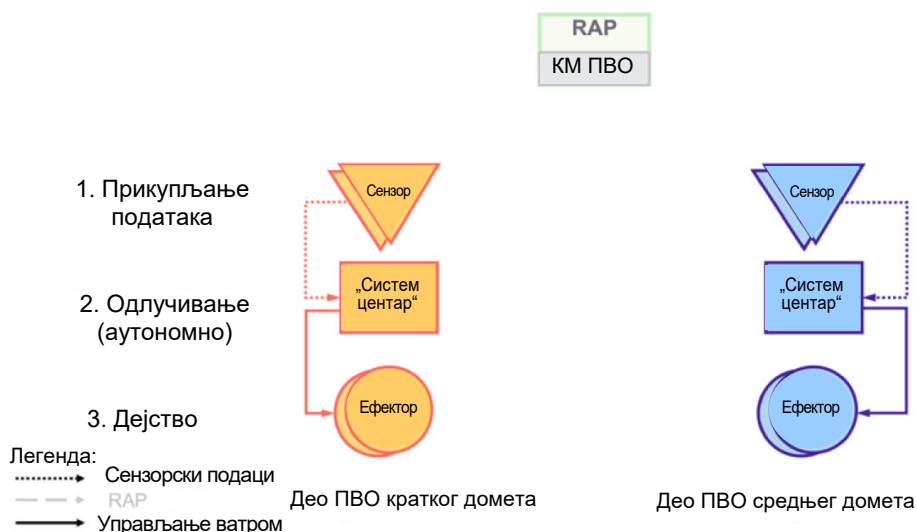 RAP
КМ ПВО
1. Прикупљање
података
Сензор
Сензор
2. Одлучивање
(аутономно)
„Систем
центар“
„Систем
центар“
3. Дејство
Ефектор
Ефектор
Легенда:
Сензорски подаци
RAP
Управљање ватром
Део ПВО кратког домета
Део ПВО средњег домета